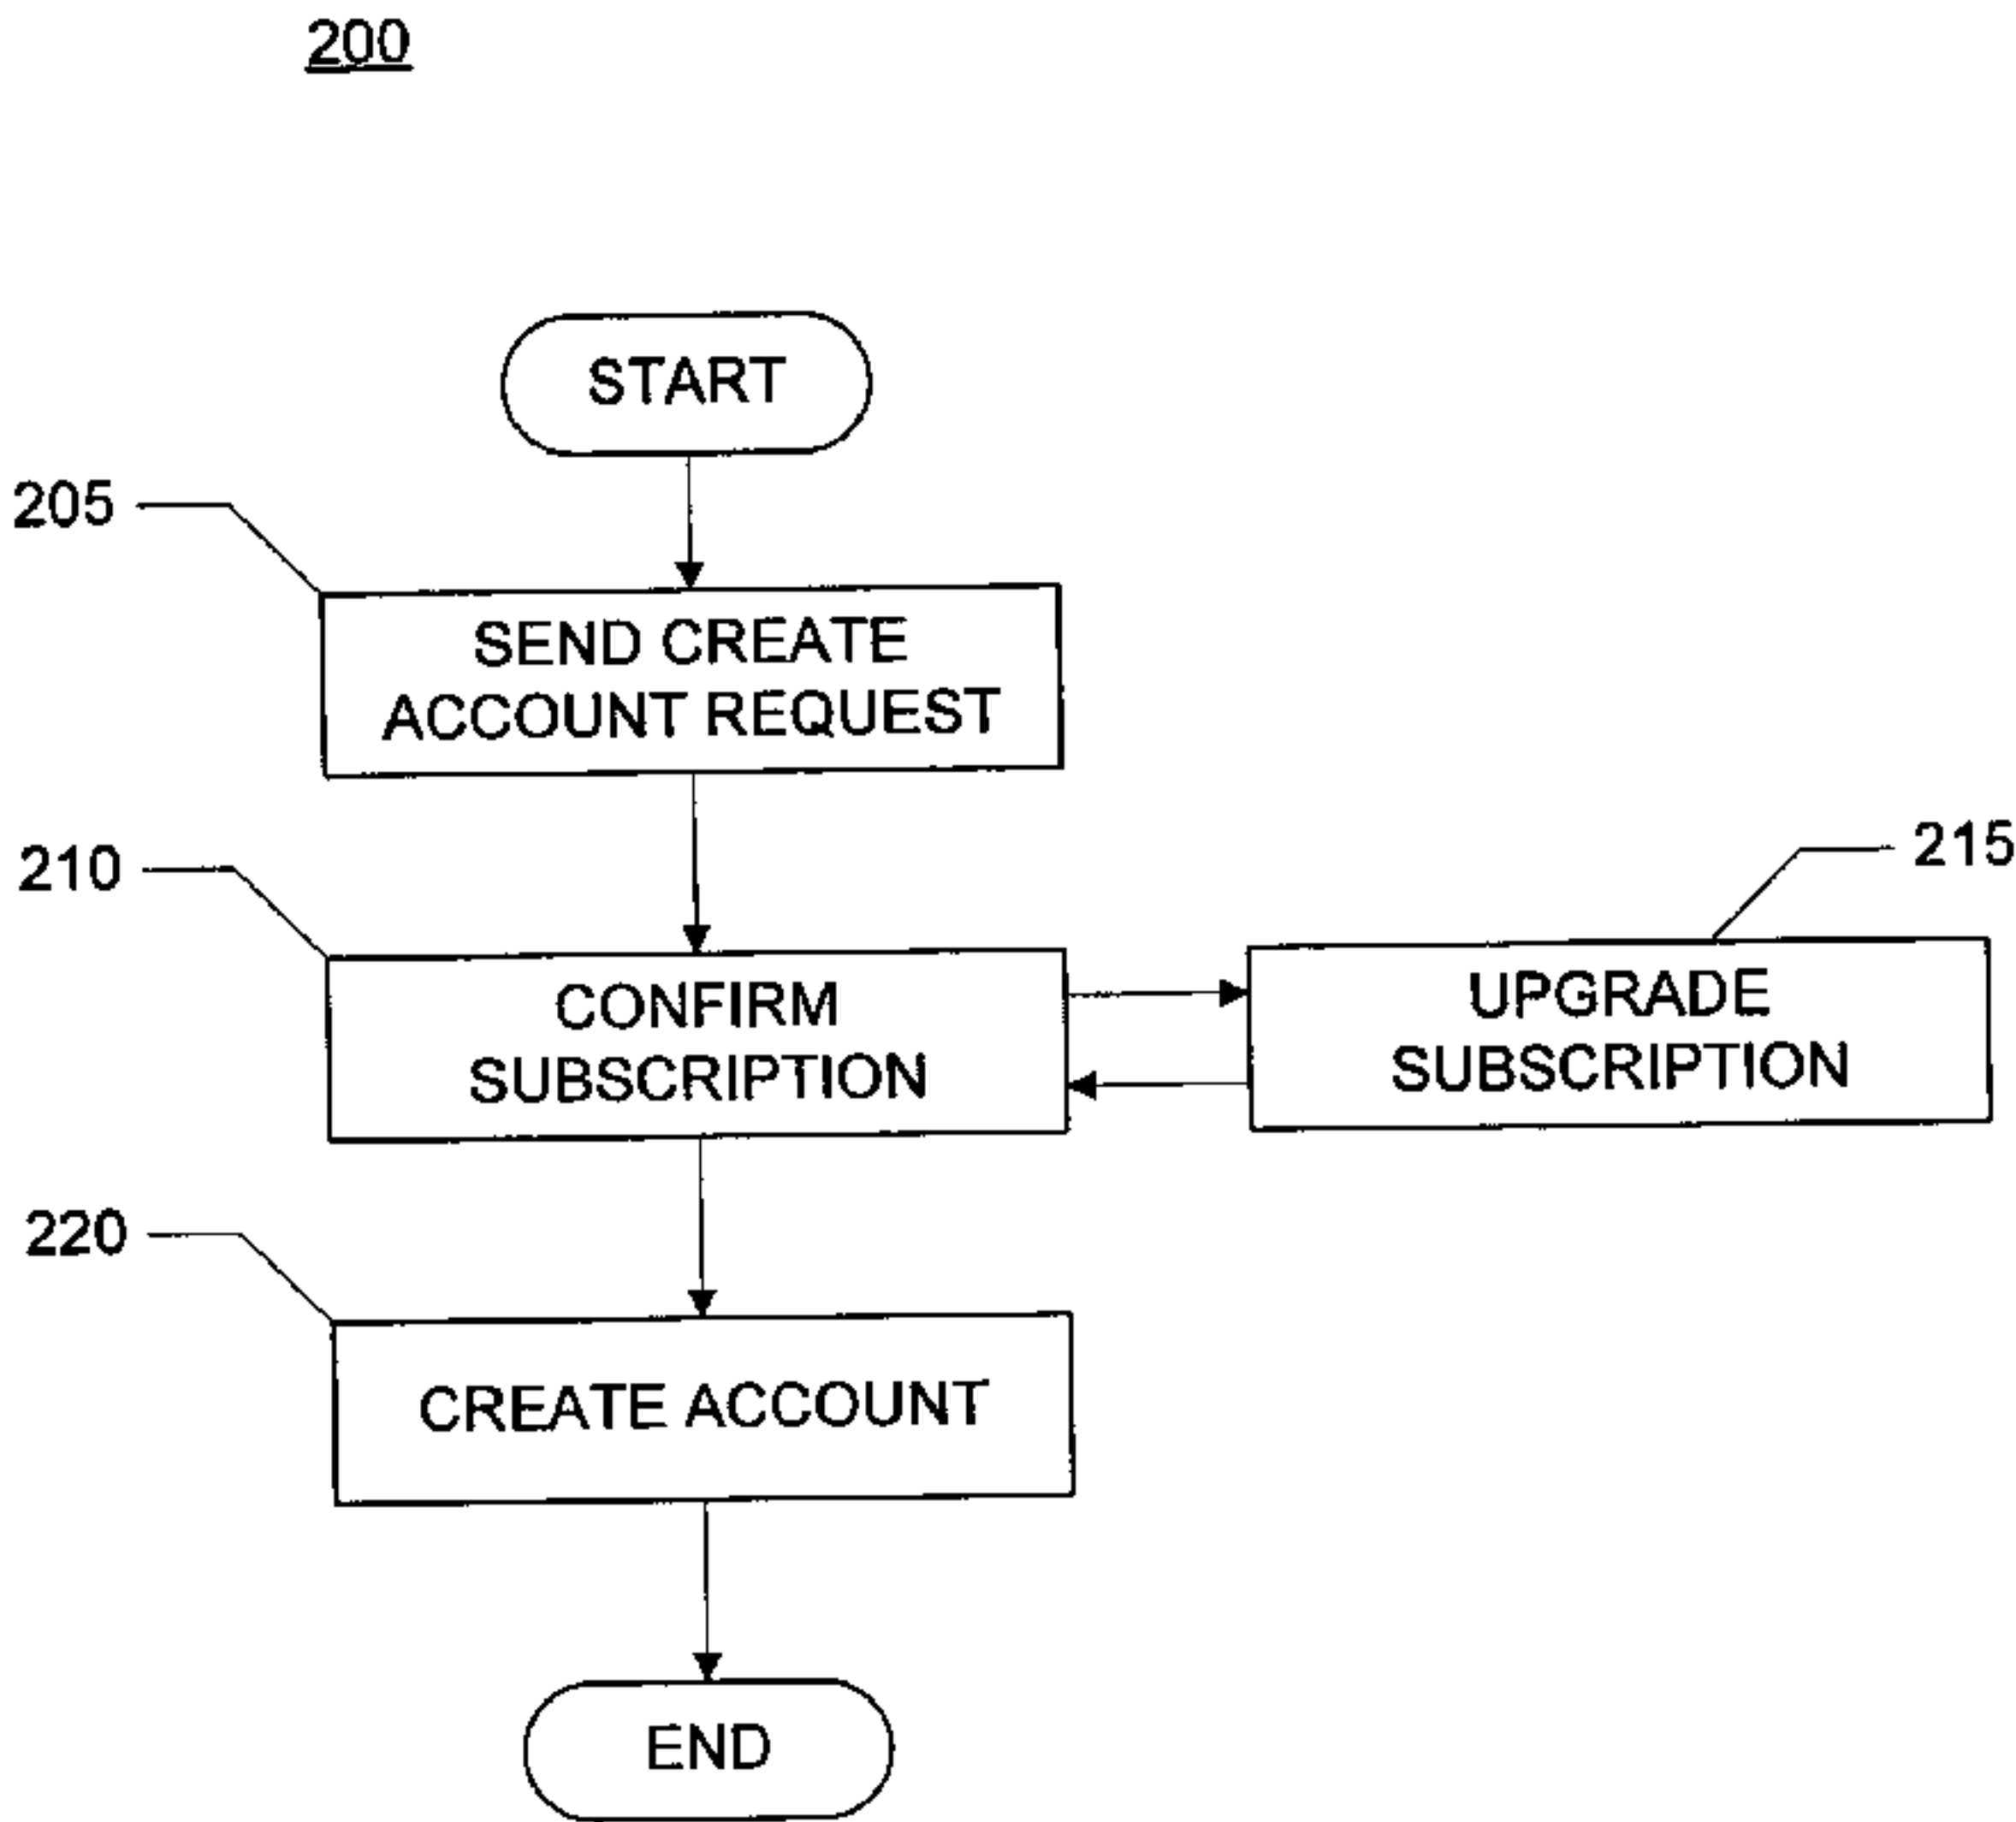 200
START
205
SEND CREATE
ACCOUNT REQUEST
210
CONFIRM
SUBSCRIPTION
215
UPGRADE
SUBSCRIPTION
220
CREATE ACCOUNT
END